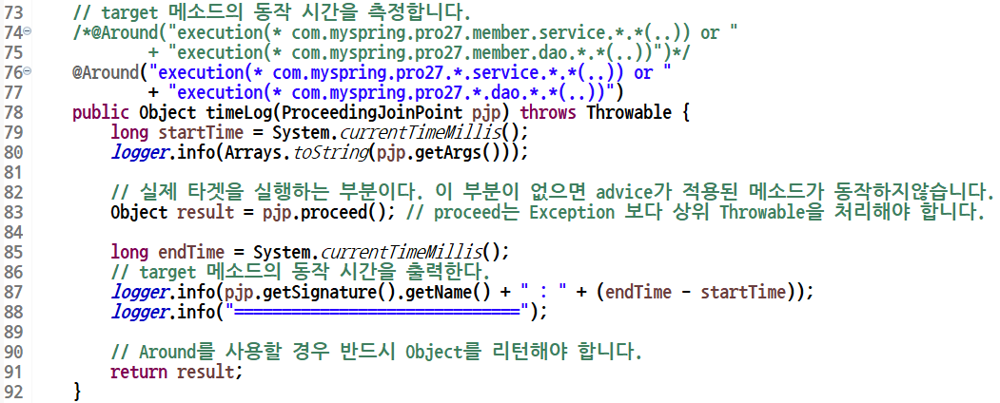 73 // target 메소드의 동작 시간을 측정합니다.
74 /*@Around("execution(* com.myspring.pro27.member.service.*.*(..)) or "
75 + "execution(* com.myspring.pro27.member.dao.*.*(..))")*/
76 @Around("execution(* com.myspring.pro27.*.service.*.*(..)) or "
77 + "execution(* com.myspring.pro27.*.dao.*.*(..))")
78 public Object timeLog(ProceedingJoinPoint pjp) throws Throwable {
79 long startTime = System.currentTimeMillis();
80 logger.info(Arrays.toString(pjp.getArgs()));
81
82 // 실제 타겟을 실행하는 부분이다. 이 부분이 없으면 advice가 적용된 메소드가 동작하지않습니다.
83 Object result = pjp.proceed(); // proceed는 Exception 보다 상위 Throwable을 처리해야 합니다.
84
85 long endTime = System.currentTimeMillis();
86 // target 메소드의 동작 시간을 출력한다.
87 logger.info(pjp.getSignature().getName() + " : " + (endTime - startTime));
88 logger.info("==============================");
89
90 // Around를 사용할 경우 반드시 Object를 리턴해야 합니다.
91 return result;
92 }